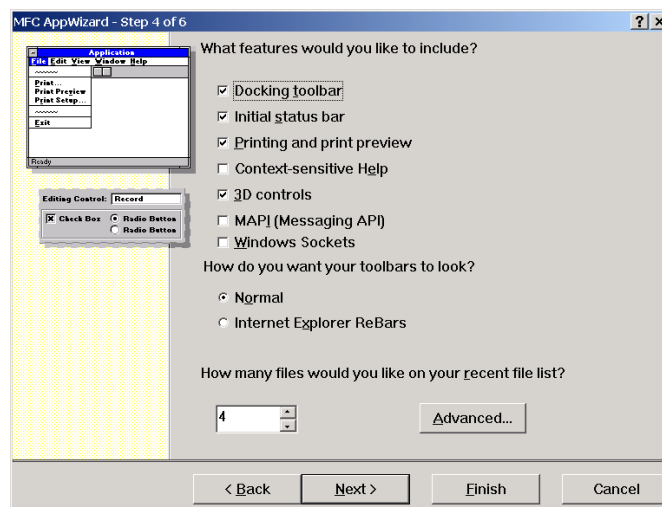 MFC AppWizard - Step 4 of 6
What features would you like to include?
Application
File Edit View Window Help
Print...
Print Preview
Print Setup...
Exit
Ready
Editing Control: Record
Check Box Radio Button
Radio Button
Docking toolbar
Initial status bar
Printing and print preview
Context-sensitive Help
3D controls
MAPI (Messaging API)
Windows Sockets
How do you want your toolbars to look?
Normal
Internet Explorer ReBars
How many files would you like on your recent file list?
4
Advanced...
< Back Next > Finish Cancel